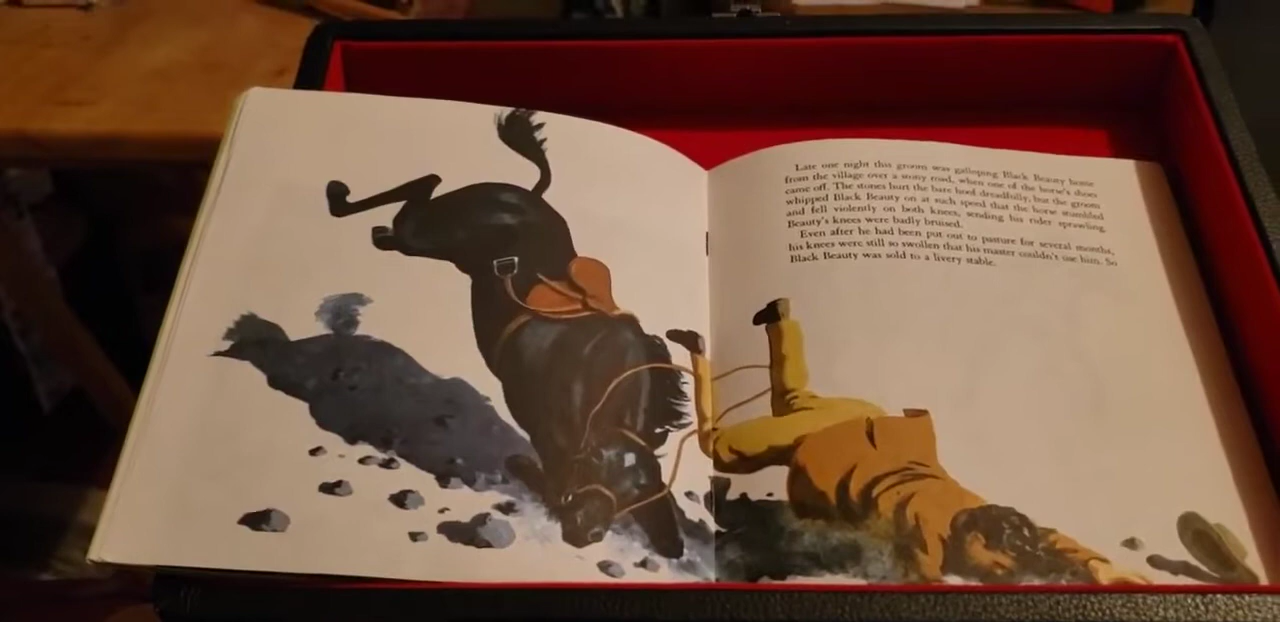 Late one night this groom was galloping Black Beauty home
from the village over a stony road, when one of the horse's shoes
came off. The stones hurt the bare hoof dreadfully, but the groom
whipped Black Beauty on at such speed that the horse stumbled
and fell violently on both knees, sending his rider sprawling.
Beauty's knees were badly bruised.
Even after he had been put out to pasture for several months,
his knees were still so swollen that his master couldn't use him. So
Black Beauty was sold to a livery stable.